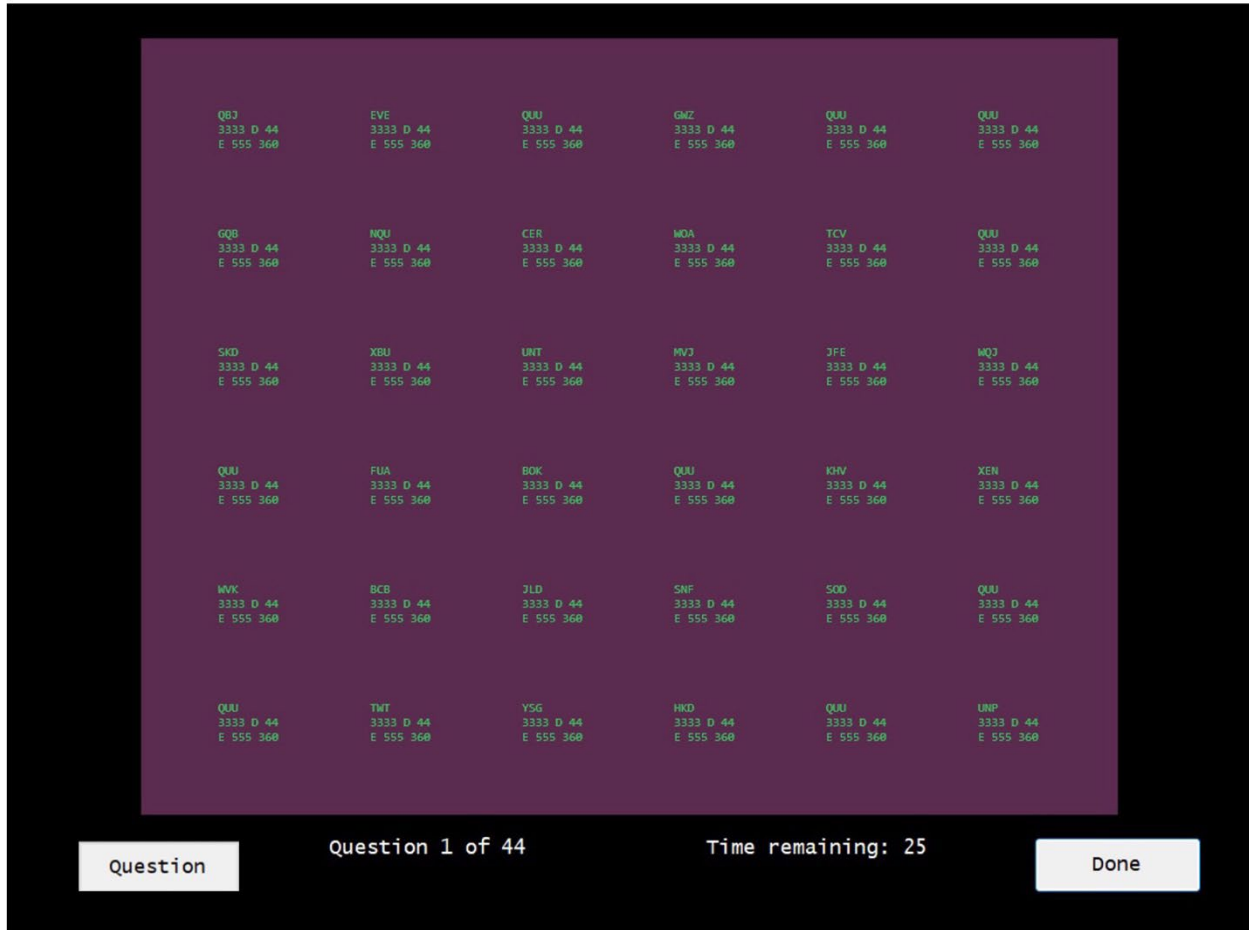 QBJ EVE QUU GWZ QUU QUU
3333 D 44 3333 D 44 3333 D 44 3333 D 44 3333 D 44 3333 D 44
E 555 360 E 555 360 E 555 360 E 555 360 E 555 360 E 555 360
GQB NQU CER WOA TCV QUU
3333 D 44 3333 D 44 3333 D 44 3333 D 44 3333 D 44 3333 D 44
E 555 360 E 555 360 E 555 360 E 555 360 E 555 360 E 555 360
SKD XBU UNT MVJ JFE WQJ
3333 D 44 3333 D 44 3333 D 44 3333 D 44 3333 D 44 3333 D 44
E 555 360 E 555 360 E 555 360 E 555 360 E 555 360 E 555 360
QUU FUA BOK QUU KHV XEN
3333 D 44 3333 D 44 3333 D 44 3333 D 44 3333 D 44 3333 D 44
E 555 360 E 555 360 E 555 360 E 555 360 E 555 360 E 555 360
WVK BCB JLD SNF SOD QUU
3333 D 44 3333 D 44 3333 D 44 3333 D 44 3333 D 44 3333 D 44
E 555 360 E 555 360 E 555 360 E 555 360 E 555 360 E 555 360
QUU TWT YSG HKD QUU UNP
3333 D 44 3333 D 44 3333 D 44 3333 D 44 3333 D 44 3333 D 44
E 555 360 E 555 360 E 555 360 E 555 360 E 555 360 E 555 360
Question Question 1 of 44 Time remaining: 25 Done